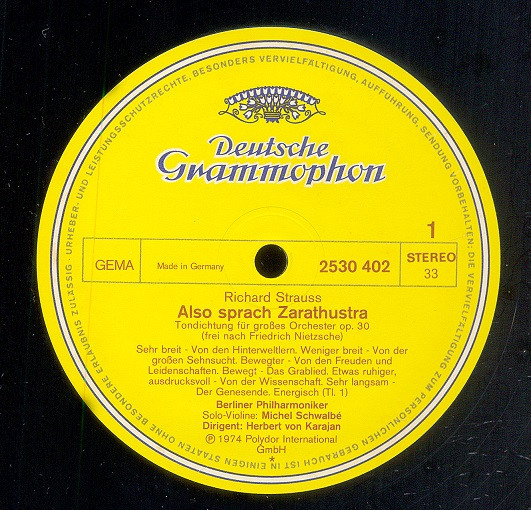 URHEBER- UND LEISTUNGSSCHUTZRECHTE, BESONDERS VERVIELFÄLTIGUNG, AUFFÜHRUNG, SENDUNG VORBEHALTEN: DIE VERVIELFÄLTIGUNG ZUM PERSÖNLICHEN GEBRAUCH IST IN EINIGEN STAATEN OHNE BESONDERE ERLAUBNIS ZULÄSSIG -
Deutsche
Grammophon
1
GEMA Made in Germany 2530 402 STEREO
33
Richard Strauss
Also sprach Zarathustra
Tondichtung für großes Orchester op. 30
(frei nach Friedrich Nietzsche)
Sehr breit - Von den Hinterweltlern. Weniger breit - Von der
großen Sehnsucht. Bewegter - Von den Freuden und
Leidenschaften. Bewegt - Das Grablied. Etwas ruhiger,
ausdrucksvoll - Von der Wissenschaft. Sehr langsam -
Der Genesende. Energisch (Tl. 1)
Berliner Philharmoniker
Solo-Violine: Michel Schwalbé
Dirigent: Herbert von Karajan
Ⓟ 1974 Polydor International
GmbH
*